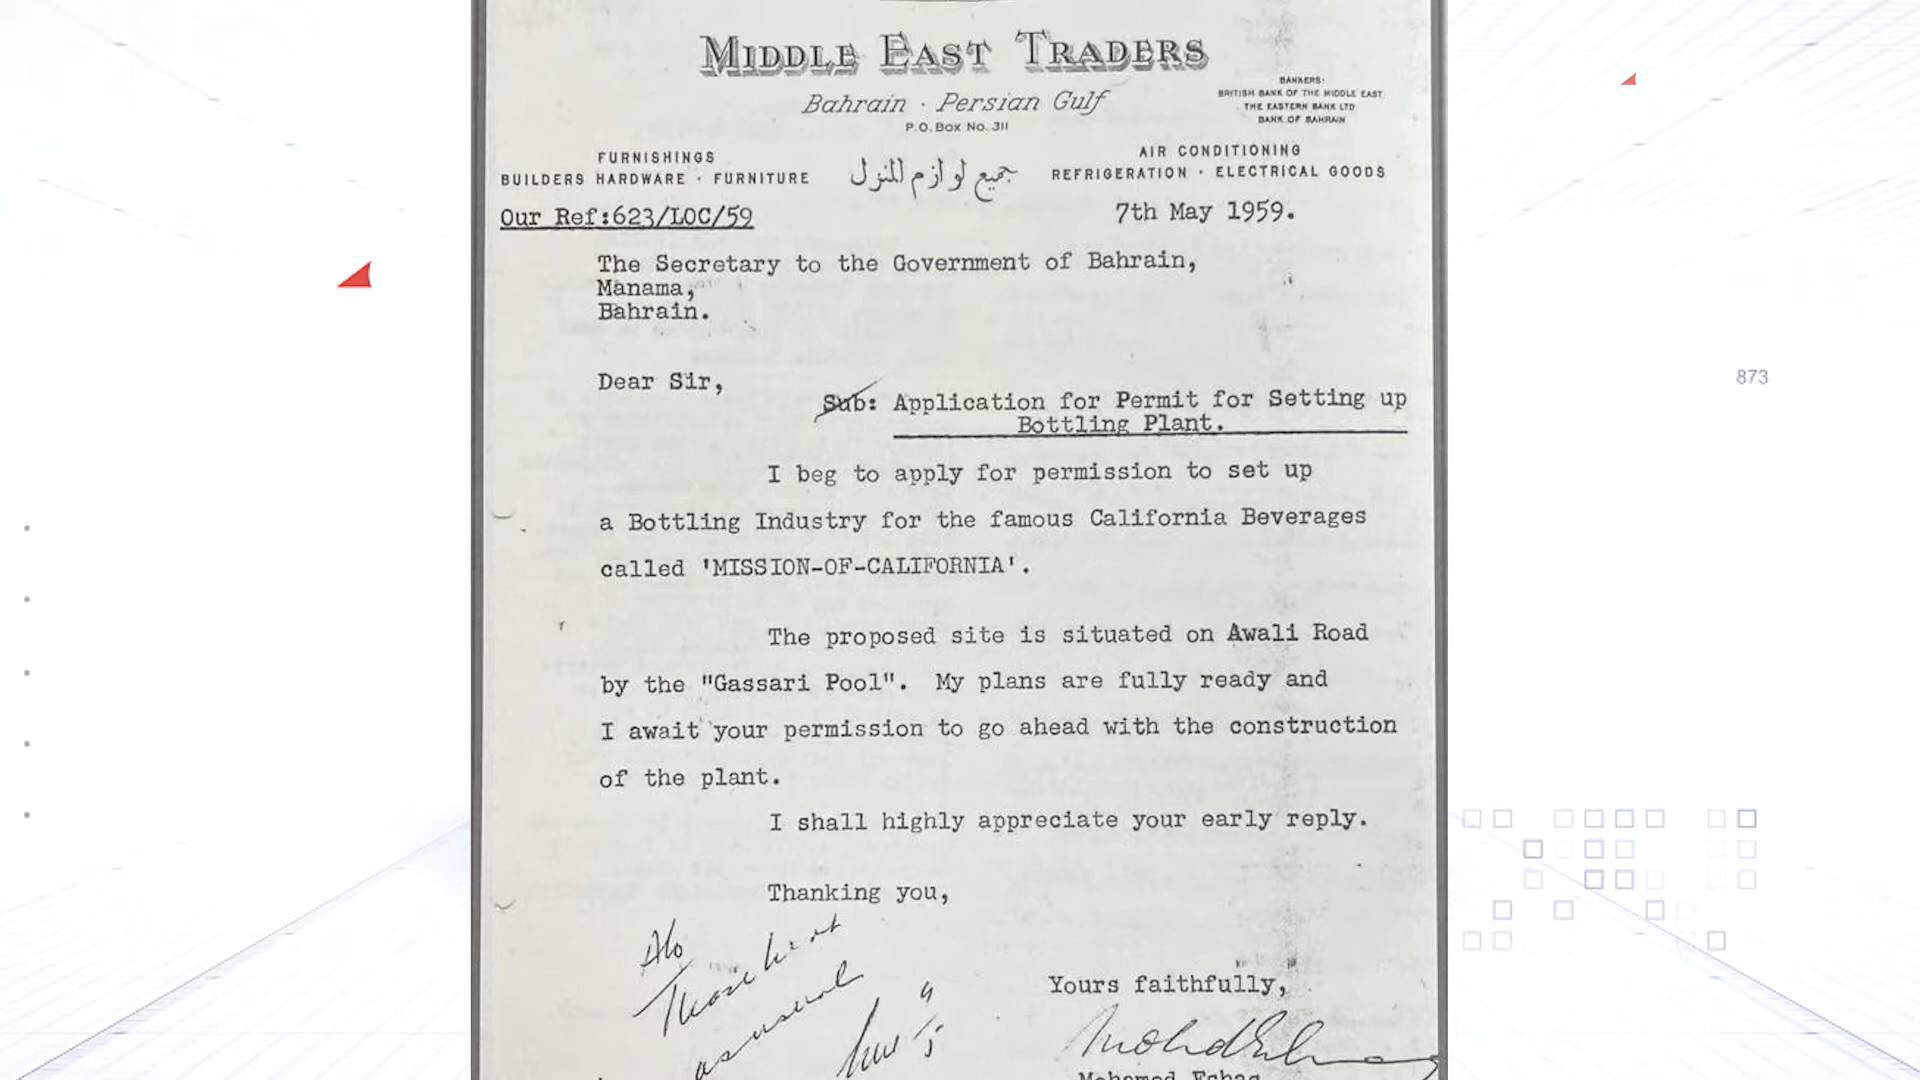 MIDDLE EAST TRADERS
Bahrain · Persian Gulf
P.O. Box No. 311
BANKERS:
BRITISH BANK OF THE MIDDLE EAST
THE EASTERN BANK LTD
BANK OF BAHRAIN
FURNISHINGS
BUILDERS HARDWARE · FURNITURE
جميع لوازم المنزل
AIR CONDITIONING
REFRIGERATION · ELECTRICAL GOODS
Our Ref:623/LOC/59
7th May 1959.
The Secretary to the Government of Bahrain,
Manama,
Bahrain.
Dear Sir,
Sub: Application for Permit for Setting up
Bottling Plant.
I beg to apply for permission to set up
a Bottling Industry for the famous California Beverages
called 'MISSION-OF-CALIFORNIA'.
The proposed site is situated on Awali Road
by the "Gassari Pool". My plans are fully ready and
I await your permission to go ahead with the construction
of the plant.
I shall highly appreciate your early reply.
Thanking you,
as usual
Yours faithfully,
Mohamed Eshaq
873